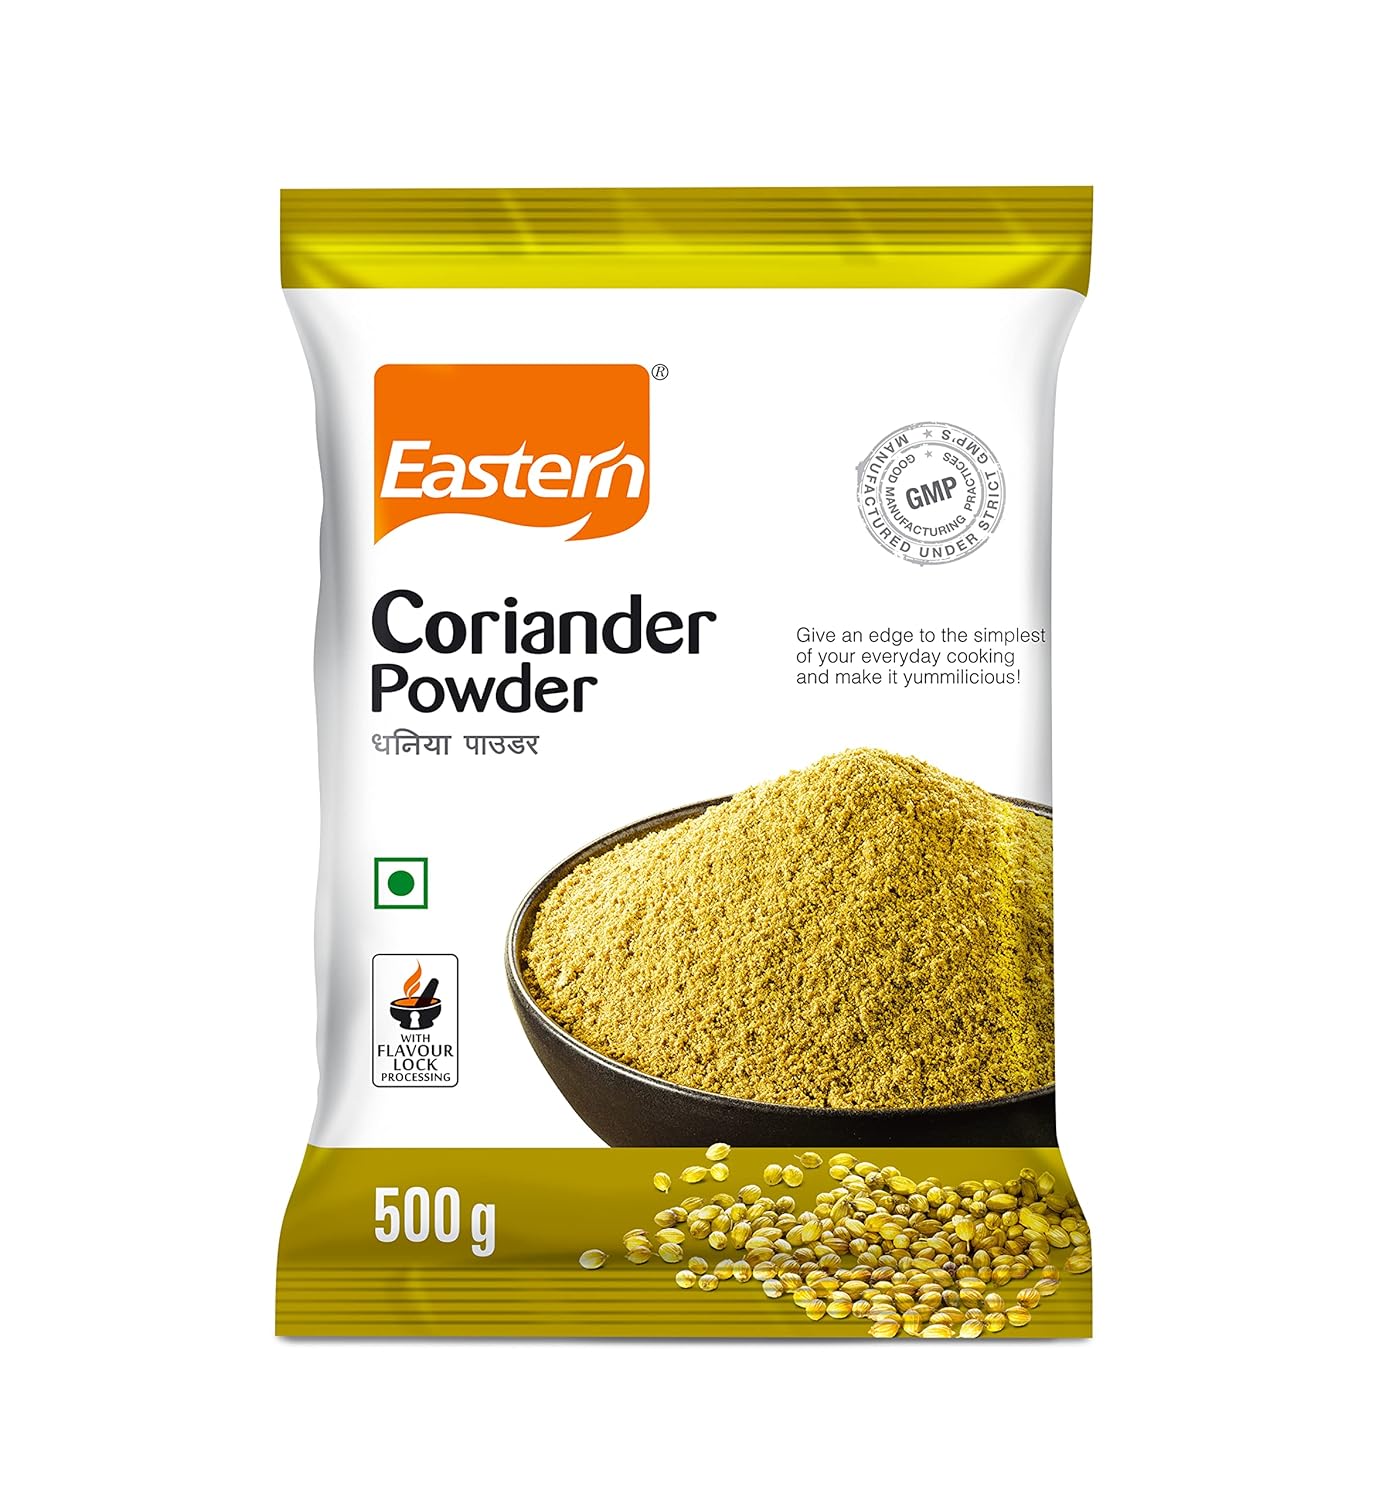 Eastern®
MANUFACTURED UNDER STRICT GMP'S
GOOD MANUFACTURING PRACTICES
GMP
Coriander
Powder
धनिया पाउडर
Give an edge to the simplest
of your everyday cooking
and make it yummilicious!
WITH
FLAVOUR
LOCK
PROCESSING
500 g